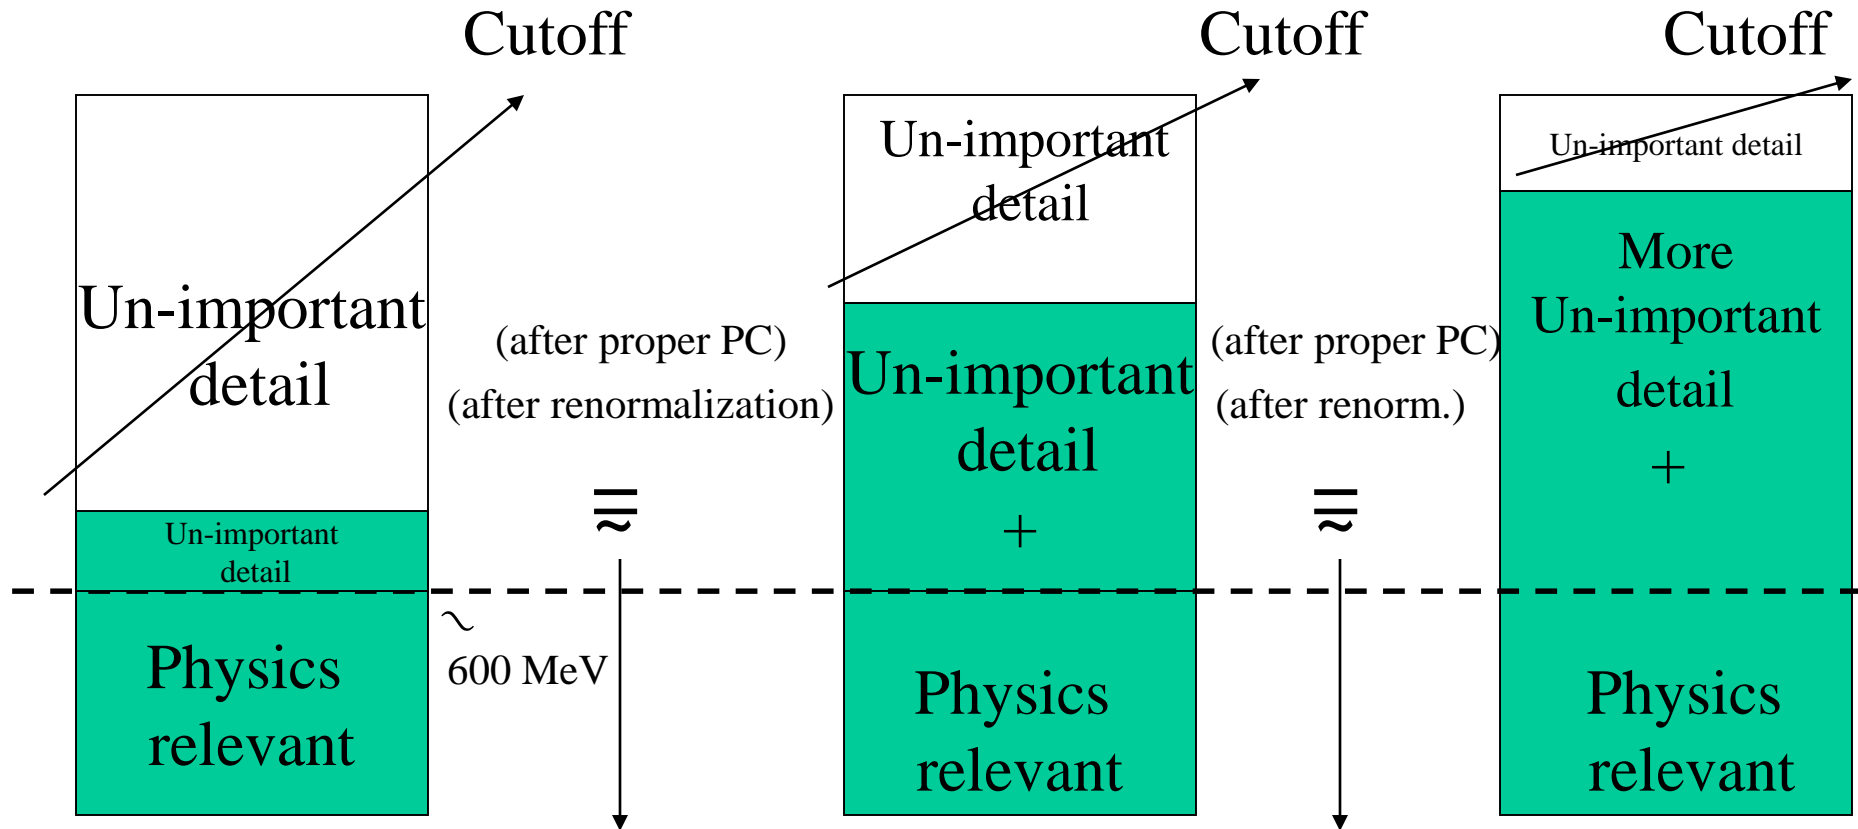 Cutoff
Un-important
detail
Un-important
detail
Physics
relevant
(after proper PC)
(after renormalization)
≅
~
600 MeV
Cutoff
Un-important
detail
Un-important
detail
+
Physics
relevant
(after proper PC)
(after renorm.)
≅
Cutoff
Un-important detail
More
Un-important
detail
+
Physics
relevant